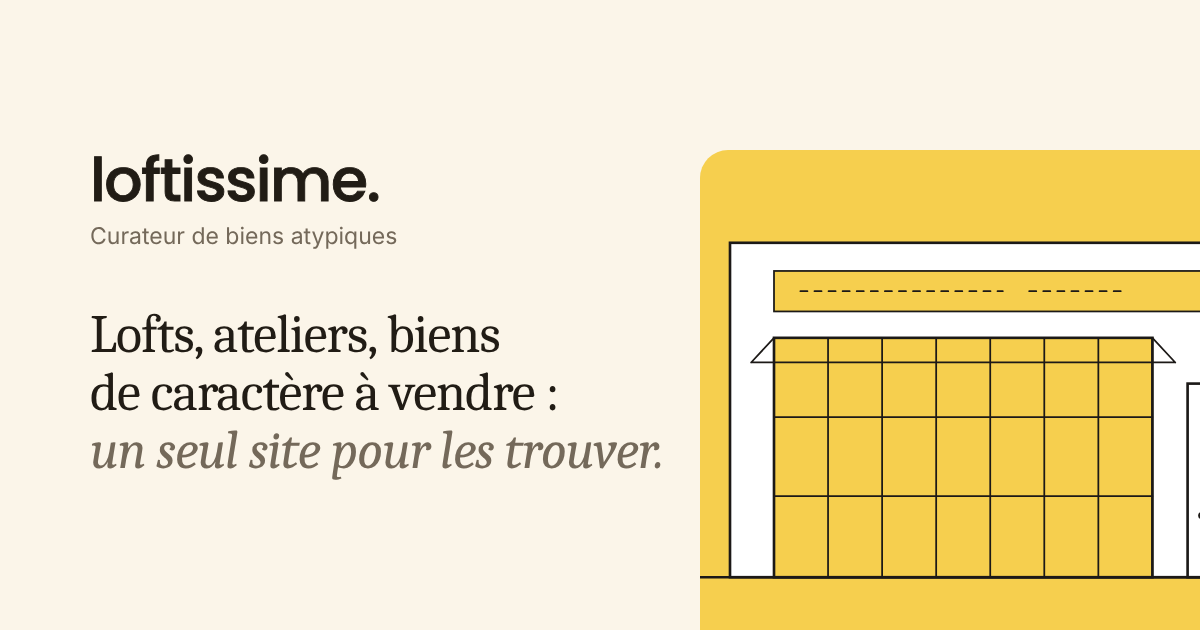 loftissime.
Curateur de biens atypiques
Lofts, ateliers, biens
de caractère à vendre :
un seul site pour les trouver.